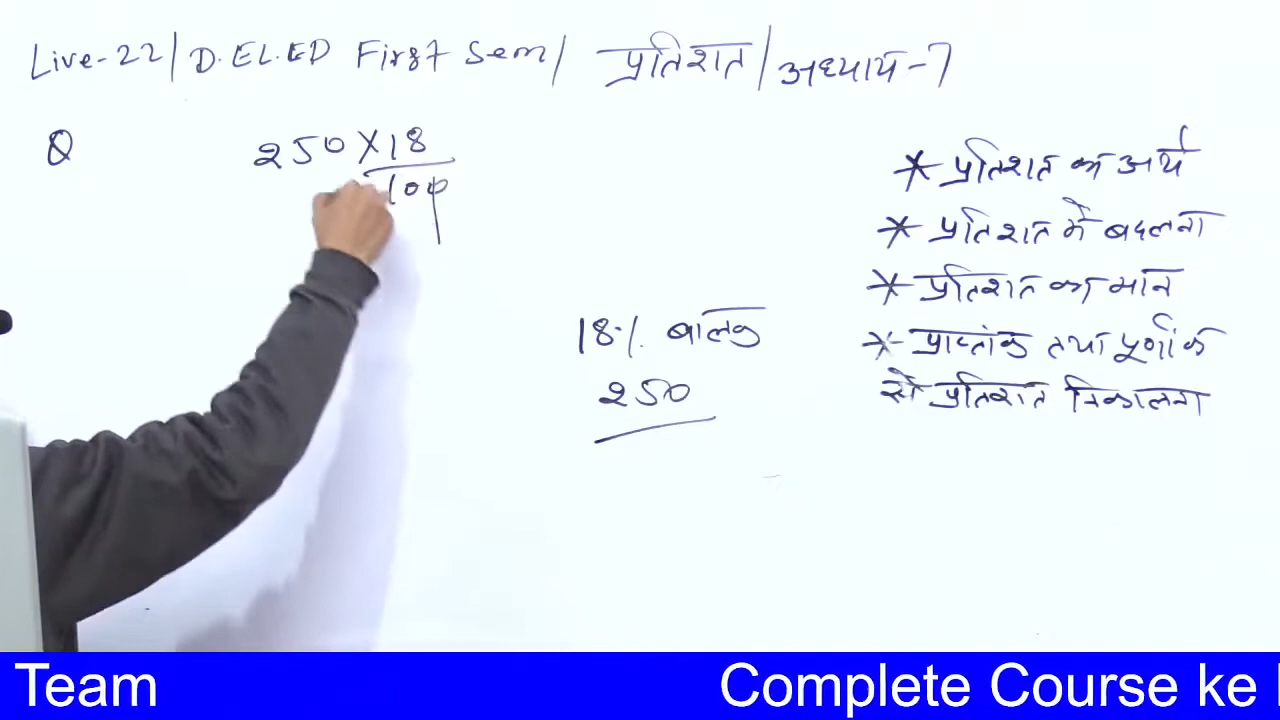 Live-22/ D.EL.ED First Sem/ प्रतिशत/ अध्याय-7
Q 250×18
100
18% बालक
250
* प्रतिशत का अर्थ
* प्रतिशत में बदलना
* प्रतिशत का मान
* प्राप्तांक तथा पूर्णांक
से प्रतिशत निकालना
Team Complete Course ke